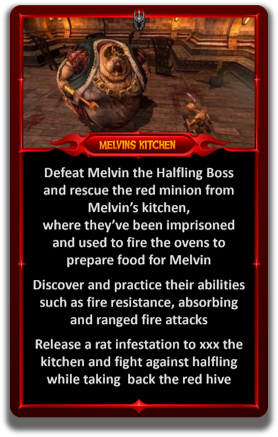 MELVINS KITCHEN
Defeat Melvin the Halfling Boss
and rescue the red minion from
Melvin's kitchen,
where they've been imprisoned
and used to fire the ovens to
prepare food for Melvin
Discover and practice their abilities
such as fire resistance, absorbing
and ranged fire attacks
Release a rat infestation to xxx the
kitchen and fight against halfling
while taking back the red hive